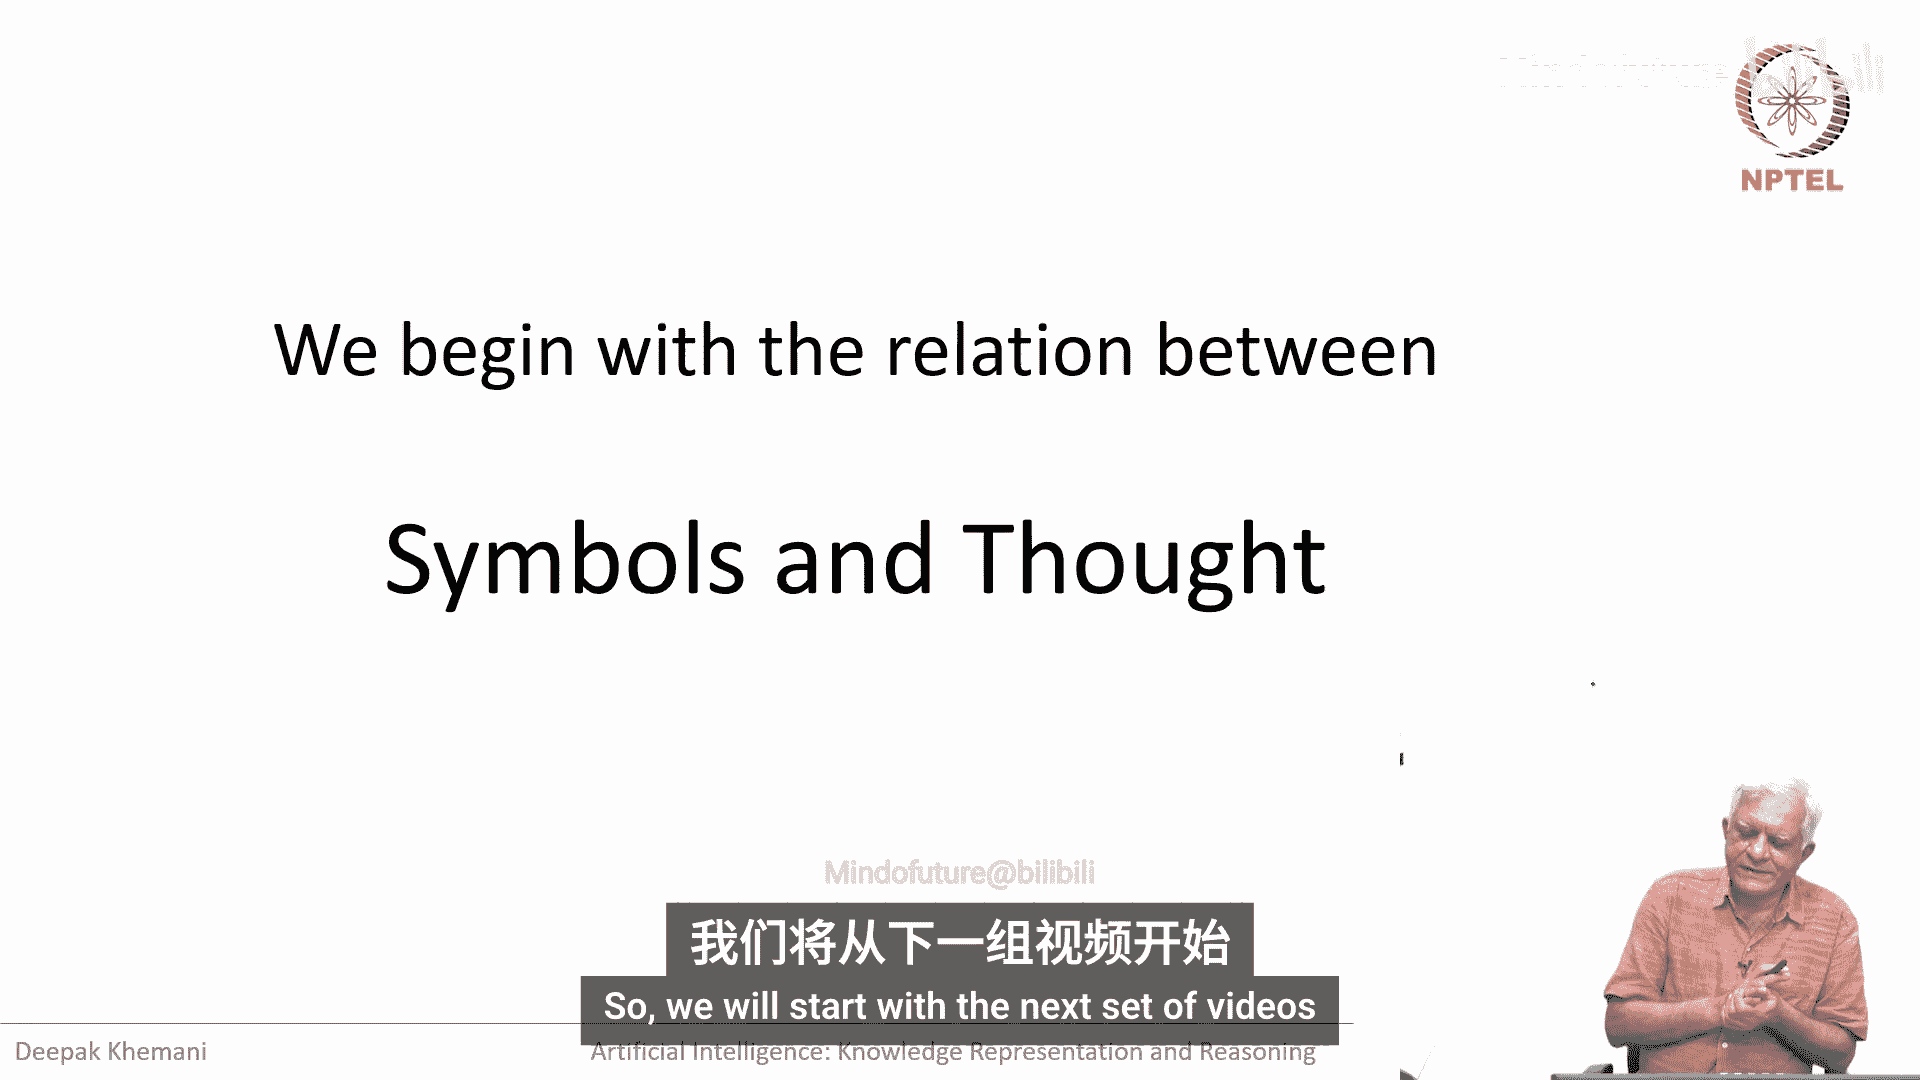 NPTEL
We begin with the relation between
Symbols and Thought
Mindofuture@bilibili
我们将从下一组视频开始
So, we will start with the next set of videos
Deepak Khemani
Artificial Intelligence: Knowledge Representation and Reasoning